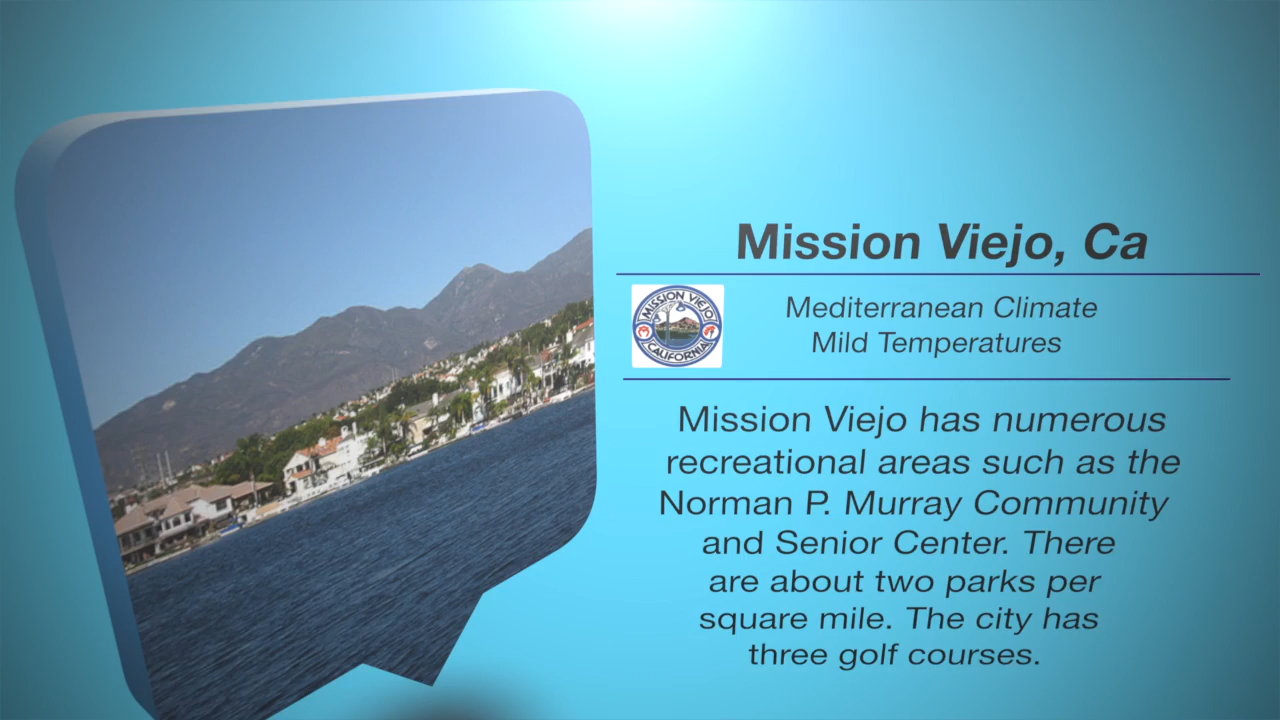 Mission Viejo, Ca
MISSION VIEJO
CALIFORNIA
Mediterranean Climate
Mild Temperatures
Mission Viejo has numerous
recreational areas such as the
Norman P. Murray Community
and Senior Center. There
are about two parks per
square mile. The city has
three golf courses.